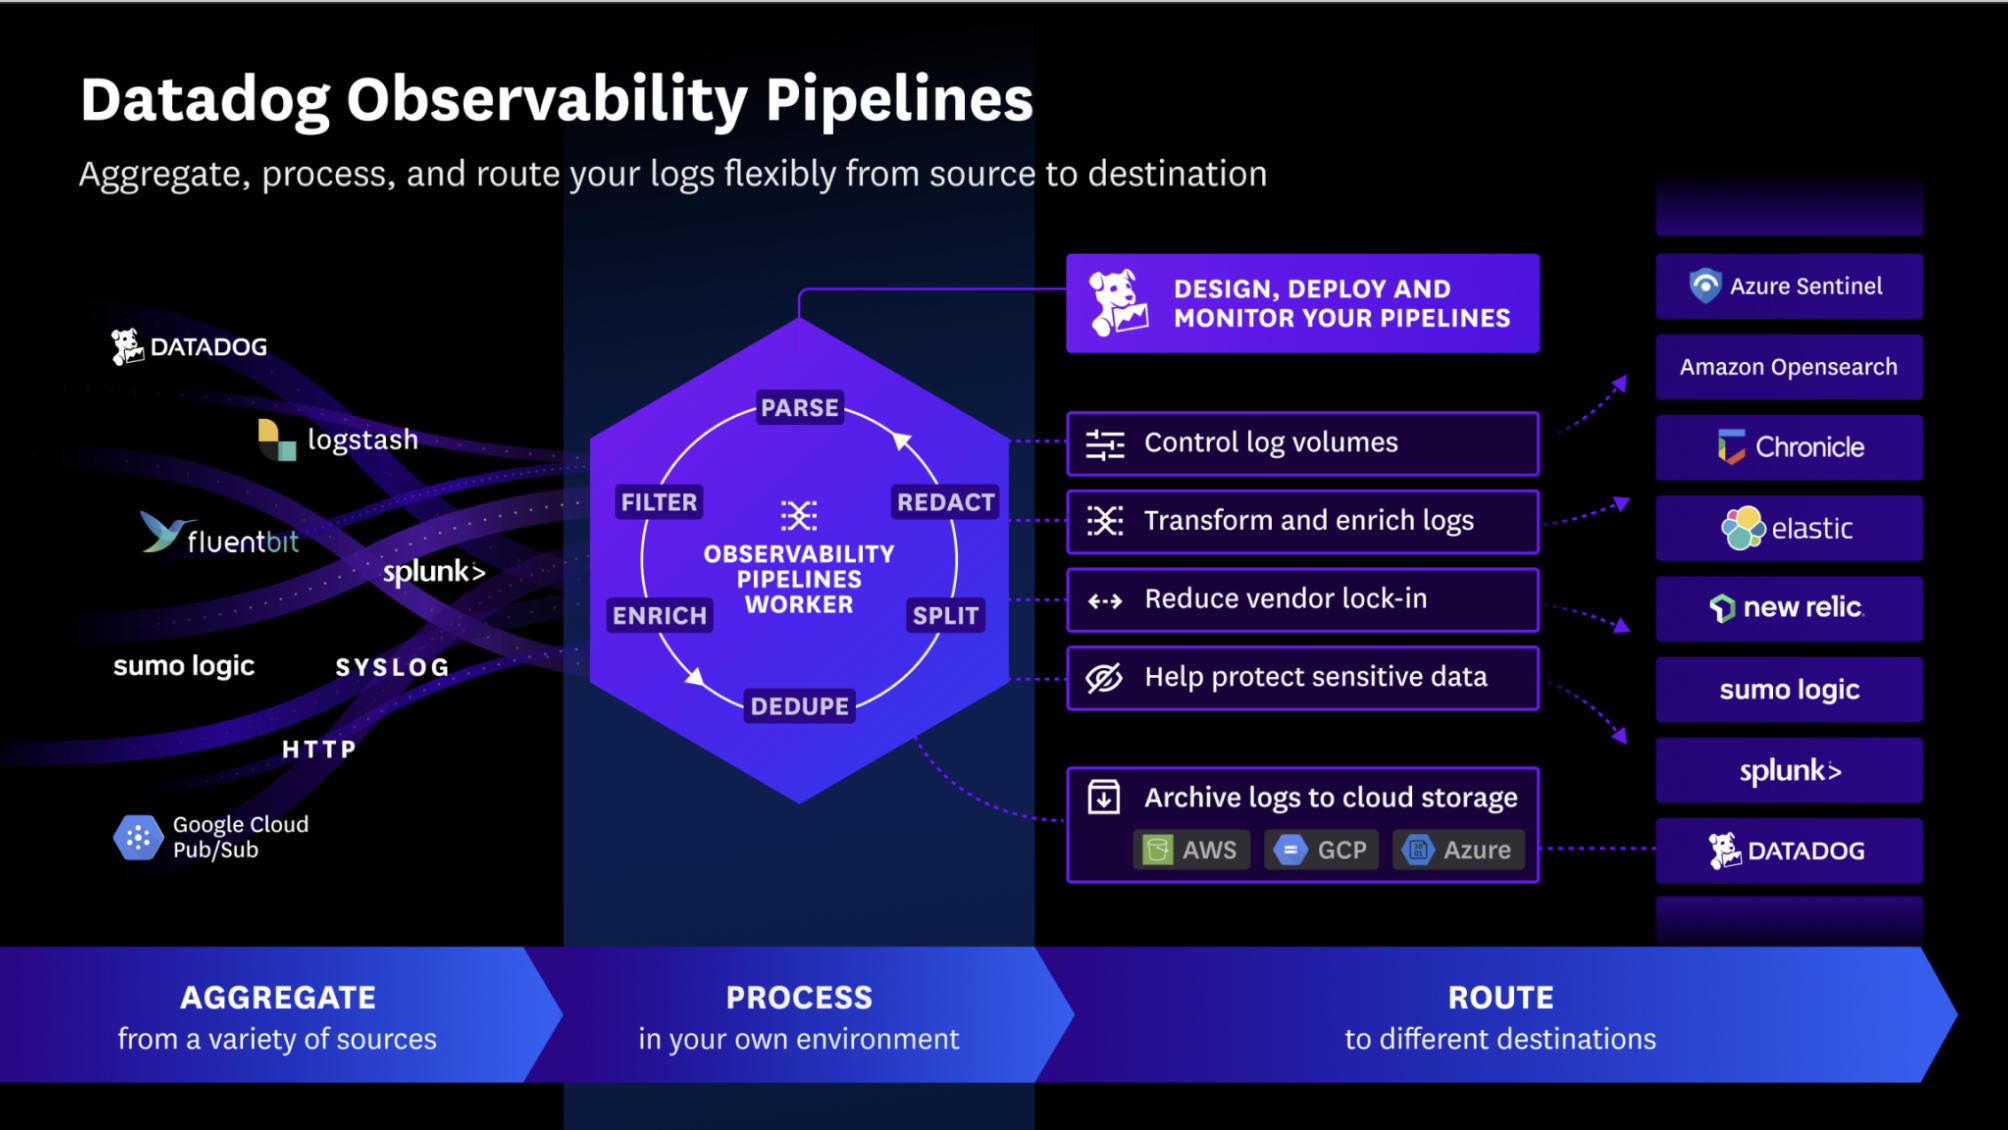 Datadog Observability Pipelines
Aggregate, process, and route your logs flexibly from source to destination
DATADOG
logstash
fluentbit
splunk>
sumo logic
SYSLOG
HTTP
Google Cloud
Pub/Sub
PARSE
FILTER
REDACT
OBSERVABILITY
PIPELINES
WORKER
ENRICH
SPLIT
DEDUPE
DESIGN, DEPLOY AND
MONITOR YOUR PIPELINES
Control log volumes
Transform and enrich logs
Reduce vendor lock-in
Help protect sensitive data
Archive logs to cloud storage
AWS
GCP
Azure
Azure Sentinel
Amazon Opensearch
Chronicle
elastic
new relic
sumo logic
splunk>
DATADOG
AGGREGATE
from a variety of sources
PROCESS
in your own environment
ROUTE
to different destinations